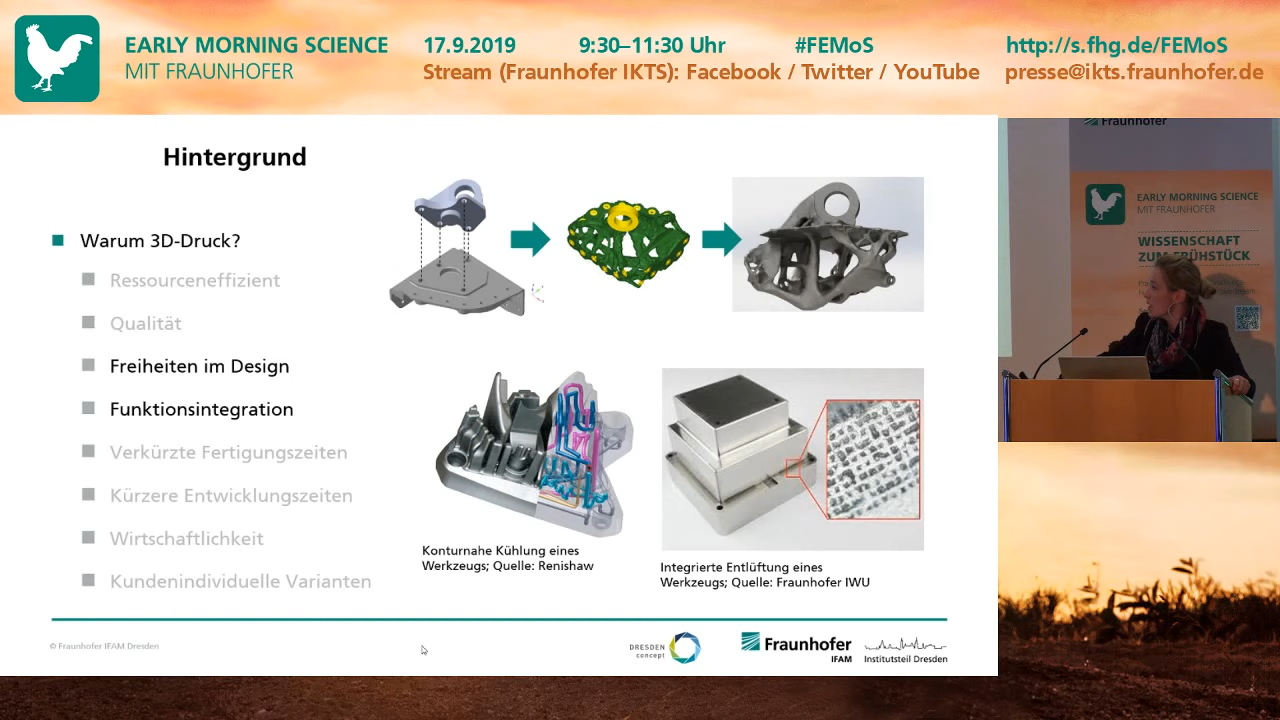 EARLY MORNING SCIENCE
MIT FRAUNHOFER
17.9.2019 9:30–11:30 Uhr #FEMoS http://s.fhg.de/FEMoS
Stream (Fraunhofer IKTS): Facebook / Twitter / YouTube presse@ikts.fraunhofer.de
Hintergrund
Warum 3D-Druck?
Ressourceneffizient
Qualität
Freiheiten im Design
Funktionsintegration
Verkürzte Fertigungszeiten
Kürzere Entwicklungszeiten
Wirtschaftlichkeit
Kundenindividuelle Varianten
Konturnahe Kühlung eines
Werkzeugs; Quelle: Renishaw
Integrierte Entlüftung eines
Werkzeugs; Quelle: Fraunhofer IWU
© Fraunhofer IFAM Dresden
DRESDEN
concept
Fraunhofer
IFAM
Institutsteil Dresden
Fraunhofer
EARLY MORNING SCIENCE
MIT FRAUNHOFER
WISSENSCHAFT
ZUM FRÜHSTÜCK